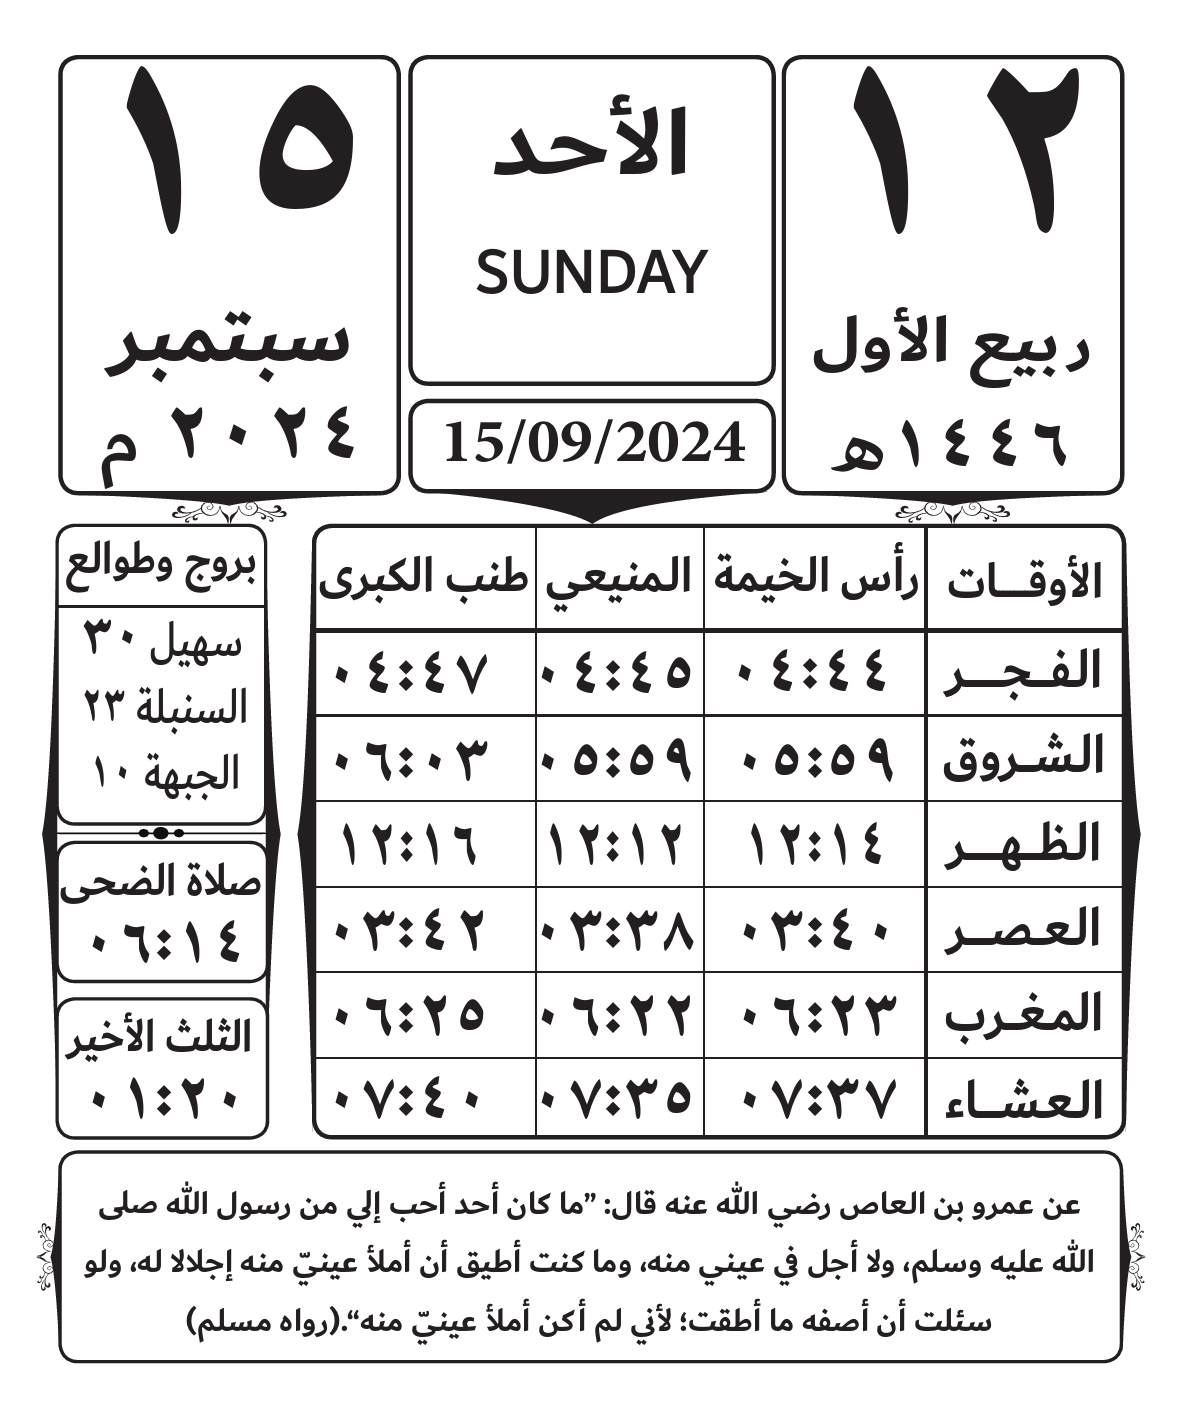 ١٢
ربيع الأول
١٤٤٦هـ
الأحد
SUNDAY
15/09/2024
١٥
سبتمبر
٢٠٢٤ م
الأوقــات رأس الخيمة المنيعي طنب الكبرى
الفـجــر ٠٤:٤٤ ٠٤:٤٥ ٠٤:٤٧
الشـروق ٠٥:٥٩ ٠٥:٥٩ ٠٦:٠٣
الظـهــر ١٢:١٤ ١٢:١٢ ١٢:١٦
العـصــر ٠٣:٤٠ ٠٣:٣٨ ٠٣:٤٢
المـغـرب ٠٦:٢٣ ٠٦:٢٢ ٠٦:٢٥
العـشــاء ٠٧:٣٧ ٠٧:٣٥ ٠٧:٤٠
بروج وطوالع
سهيل ٣٠
السنبلة ٢٣
الجبهة ١٠
صلاة الضحى
٠٦:١٤
الثلث الأخير
٠١:٢٠
عن عمرو بن العاص رضي الله عنه قال: ”ما كان أحد أحب إلي من رسول الله صلى
الله عليه وسلم، ولا أجل في عيني منه، وما كنت أطيق أن أملأ عينيّ منه إجلالا له، ولو
سئلت أن أصفه ما أطقت؛ لأني لم أكن أملأ عينيّ منه“.(رواه مسلم)